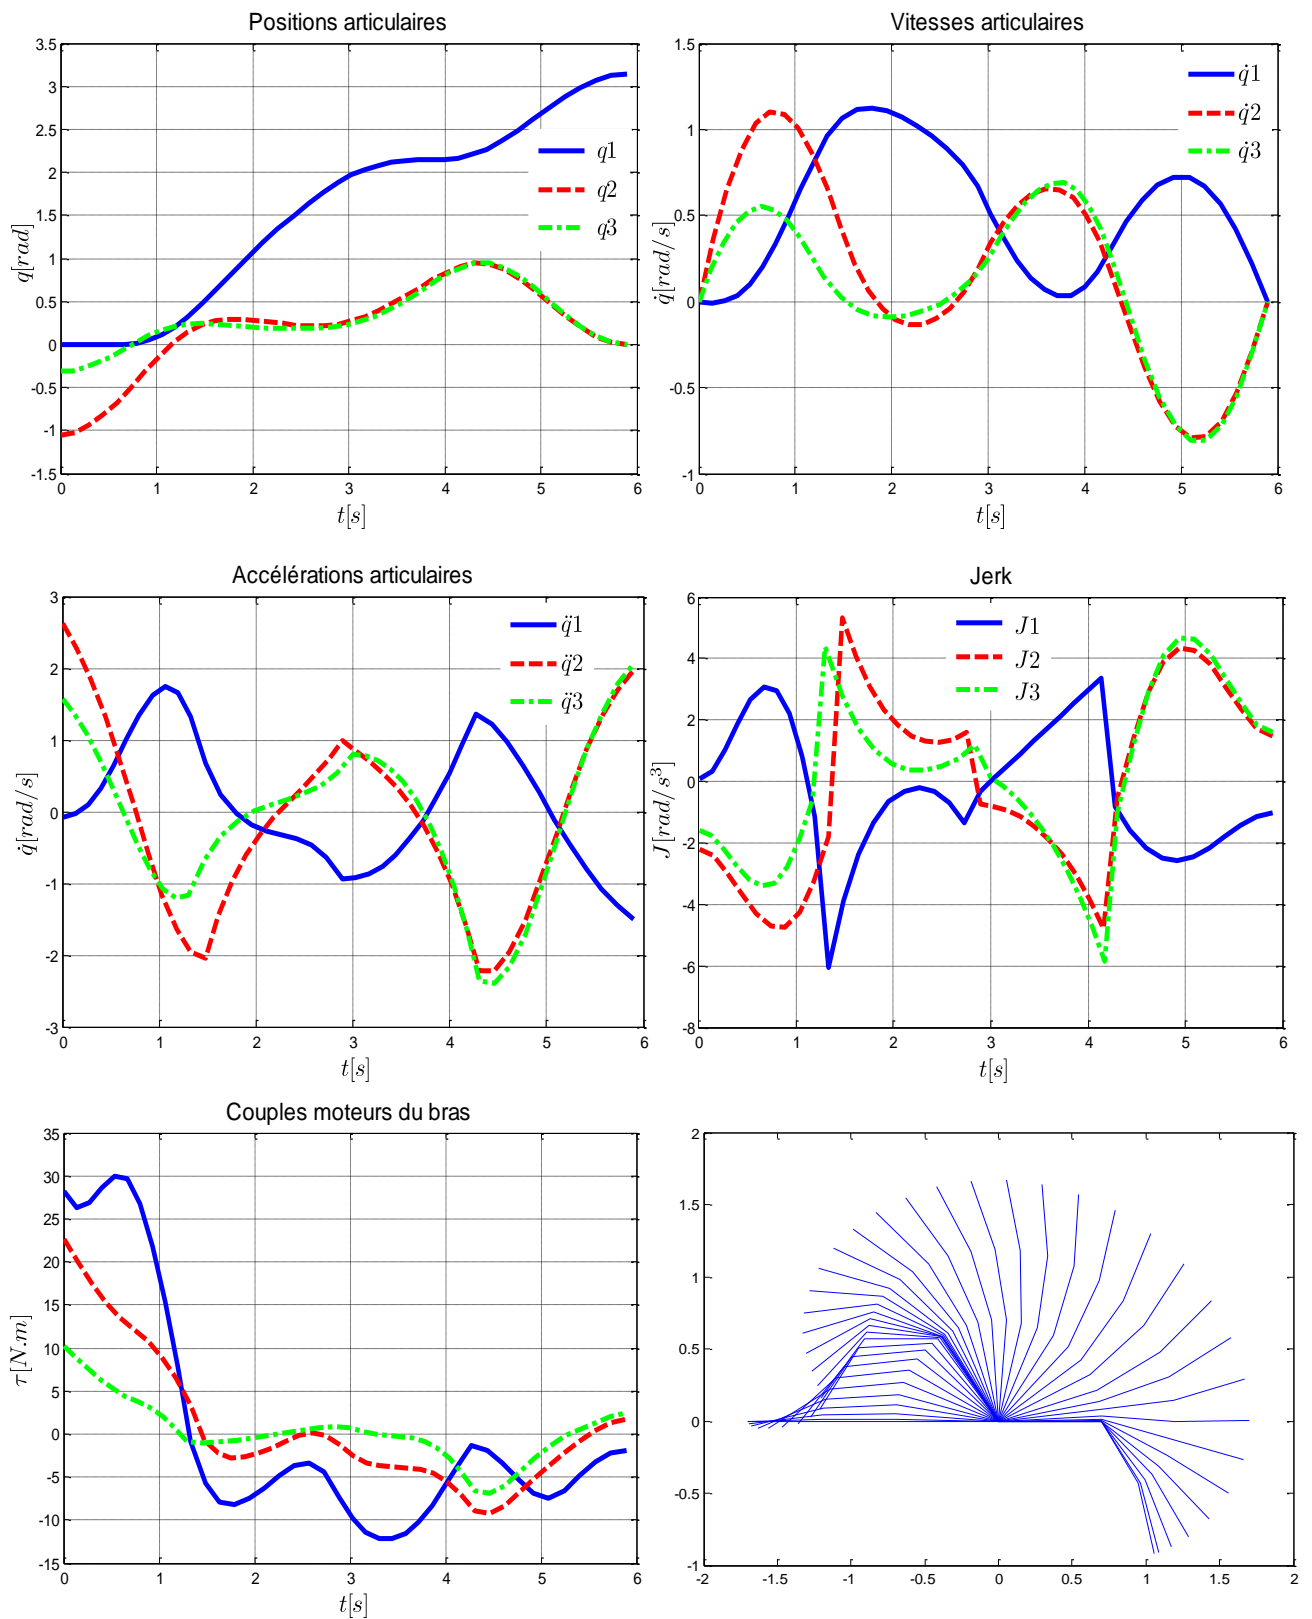 Positions articulaires
3.5
3
2.5
2
1.5
1
0.5
0
-0.5
-1
-1.5
q[rad]
q1
q2
q3
0 1 2 3 4 5 6
t[s]
Vitesses articulaires
1.5
1
0.5
0
-0.5
-1
q̇[rad/s]
q̇1
q̇2
q̇3
0 1 2 3 4 5 6
t[s]
Accélérations articulaires
3
2
1
0
-1
-2
-3
q̇[rad/s]
q̈1
q̈2
q̈3
0 1 2 3 4 5 6
t[s]
Jerk
6
4
2
0
-2
-4
-6
-8
J[rad/s³]
J1
J2
J3
0 1 2 3 4 5 6
t[s]
Couples moteurs du bras
35
30
25
20
15
10
5
0
-5
-10
-15
τ[N.m]
0 1 2 3 4 5 6
t[s]
2
1.5
1
0.5
0
-0.5
-1
-2 -1.5 -1 -0.5 0 0.5 1 1.5 2